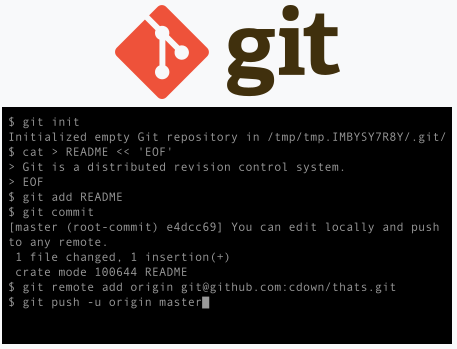 git
$ git init
Initialized empty Git repository in /tmp/tmp.IMBYSY7R8Y/.git/
$ cat > README << 'EOF'
> Git is a distributed revision control system.
> EOF
$ git add README
$ git commit
[master (root-commit) e4dcc69] You can edit locally and push
to any remote.
 1 file changed, 1 insertion(+)
 crate mode 100644 README
$ git remote add origin git@github.com:cdown/thats.git
$ git push -u origin master